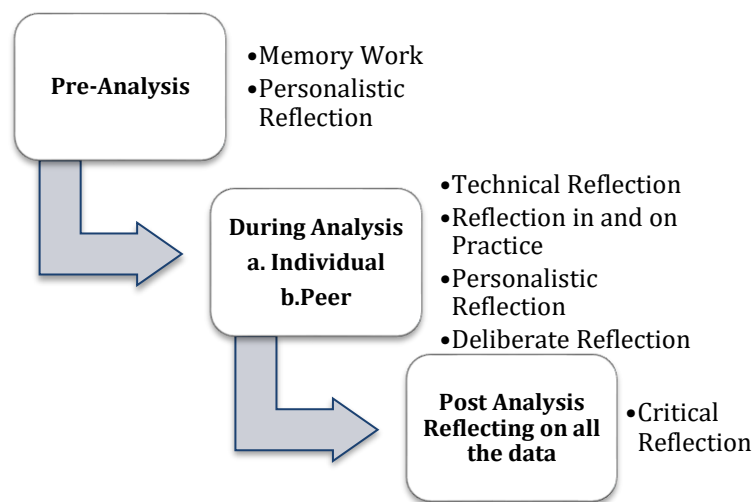 Pre-Analysis
•Memory Work
•Personalistic
Reflection
During Analysis
a. Individual
b.Peer
•Technical Reflection
•Reflection in and on
Practice
•Personalistic
Reflection
•Deliberate Reflection
Post Analysis
Reflecting on all
the data
•Critical
Reflection